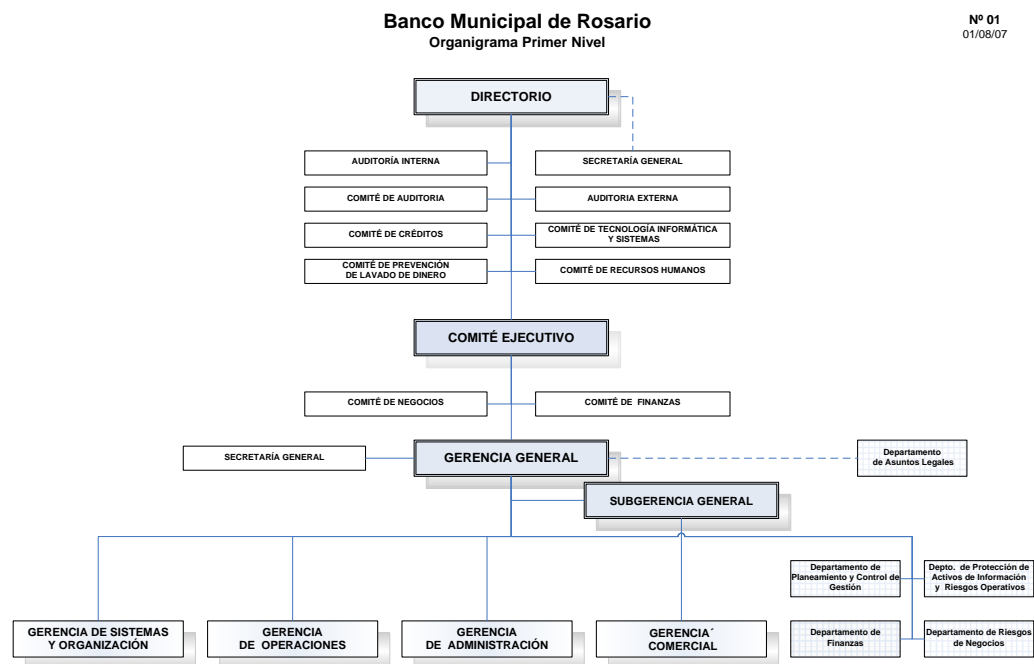 Banco Municipal de Rosario
Organigrama Primer Nivel
Nº 01
01/08/07
DIRECTORIO
AUDITORÍA INTERNA
SECRETARÍA GENERAL
COMITÉ DE AUDITORIA
AUDITORIA EXTERNA
COMITÉ DE CRÉDITOS
COMITÉ DE TECNOLOGÍA INFORMÁTICA
Y SISTEMAS
COMITÉ DE PREVENCIÓN
DE LAVADO DE DINERO
COMITÉ DE RECURSOS HUMANOS
COMITÉ EJECUTIVO
COMITÉ DE NEGOCIOS
COMITÉ DE FINANZAS
SECRETARÍA GENERAL
GERENCIA GENERAL
Departamento
de Asuntos Legales
SUBGERENCIA GENERAL
Departamento de
Planeamiento y Control de
Gestión
Depto. de Protección de
Activos de Información
y Riesgos Operativos
GERENCIA DE SISTEMAS
Y ORGANIZACIÓN
GERENCIA
DE OPERACIONES
GERENCIA
DE ADMINISTRACIÓN
GERENCIA´
COMERCIAL
Departamento de
Finanzas
Departamento de Riesgos
de Negocios